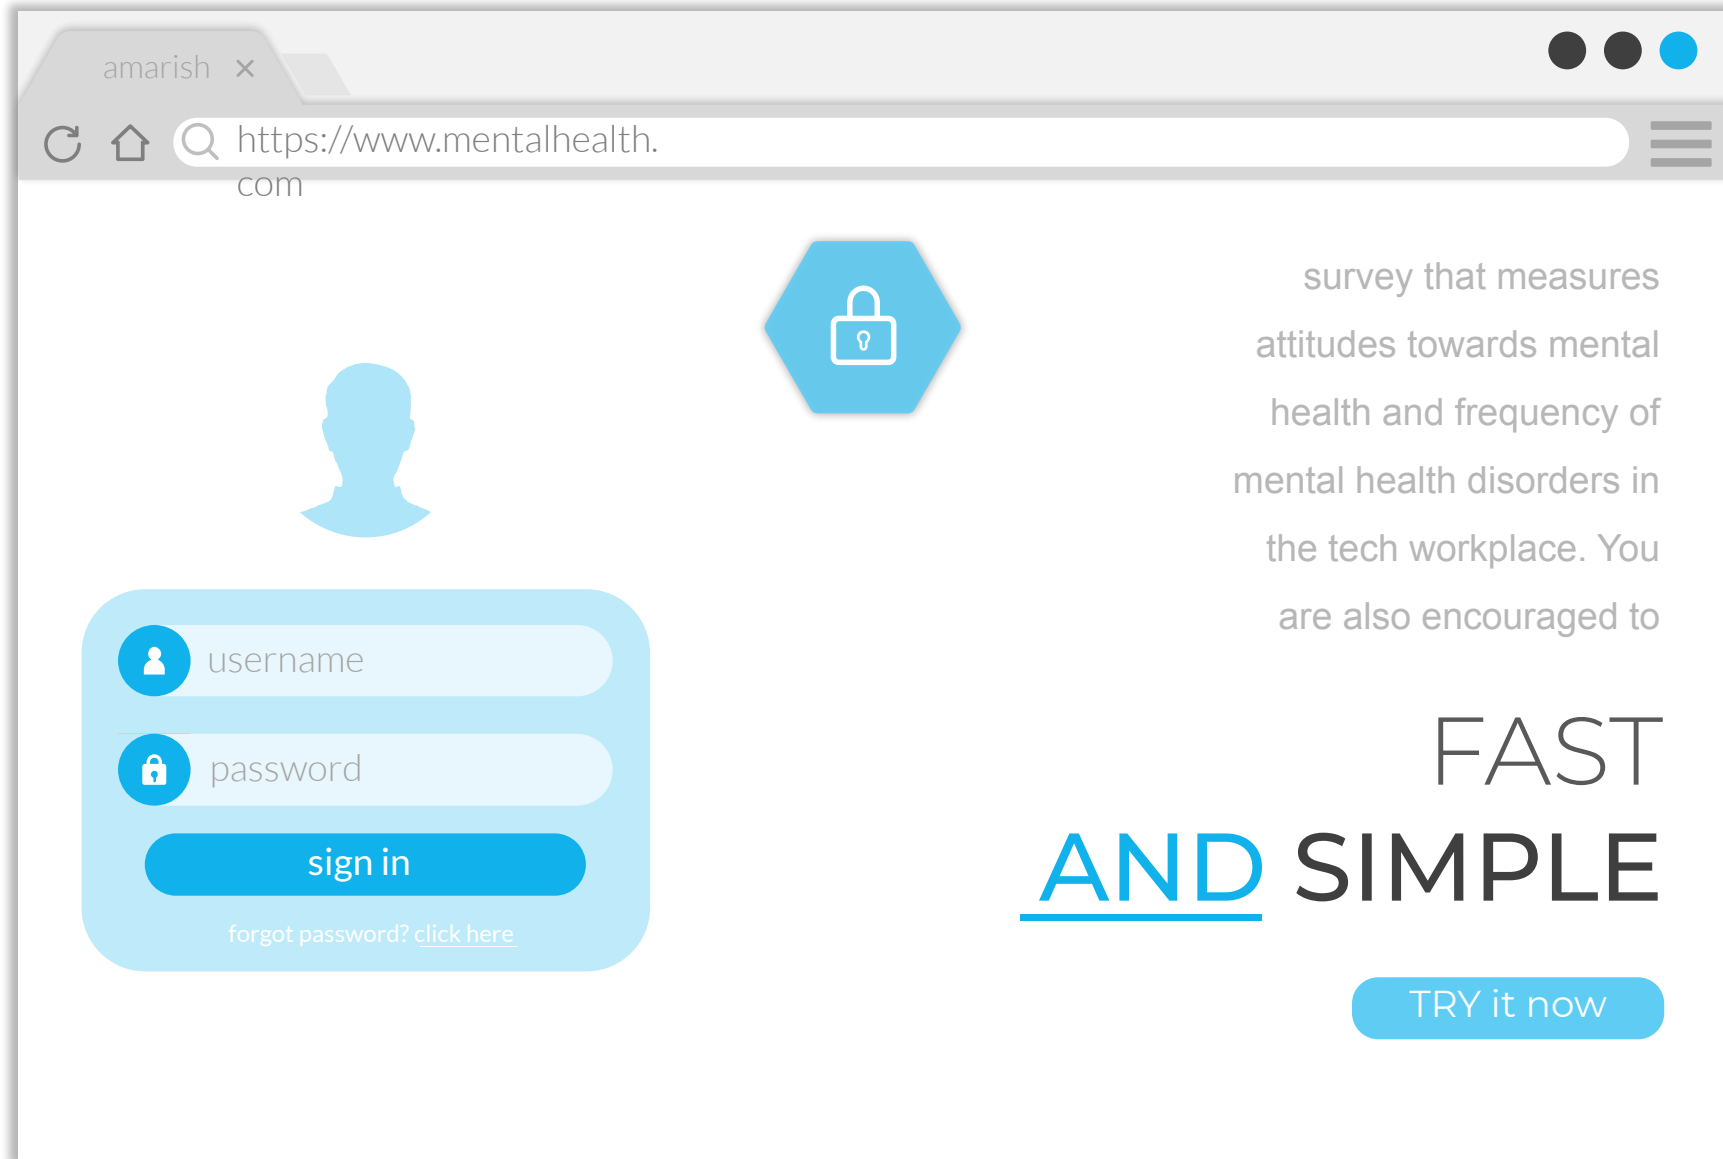 amarish
https://www.mentalhealth.
com
survey that measures
attitudes towards mental
health and frequency of
mental health disorders in
the tech workplace. You
are also encouraged to
username
password
sign in
forgot password? click here
FAST
AND SIMPLE
TRY it now